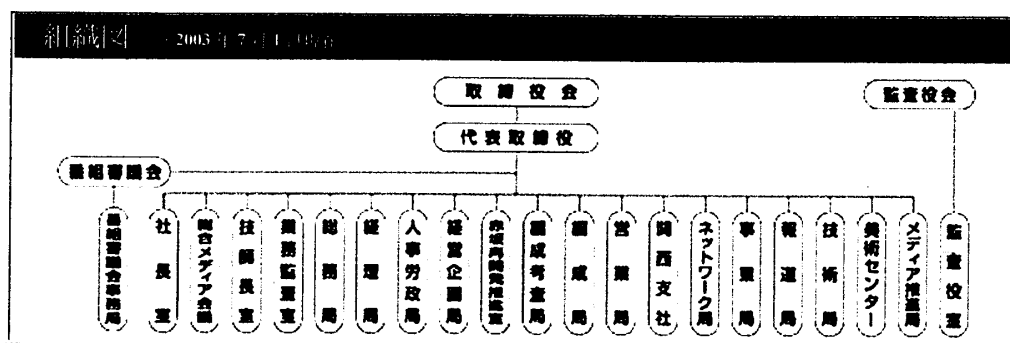 組織図 2003年7月1日現在
取締役会
監査役会
代表取締役
番組審議会
番組審議会事務局
社長室
総合メディア会議
技師長室
業務監査室
総務局
経理局
人事労政局
経営企画局
赤坂再開発推進室
編成考査局
編成局
営業局
関西支社
ネットワーク局
事業局
報道局
技術局
美術センター
メディア推進局
監査役室